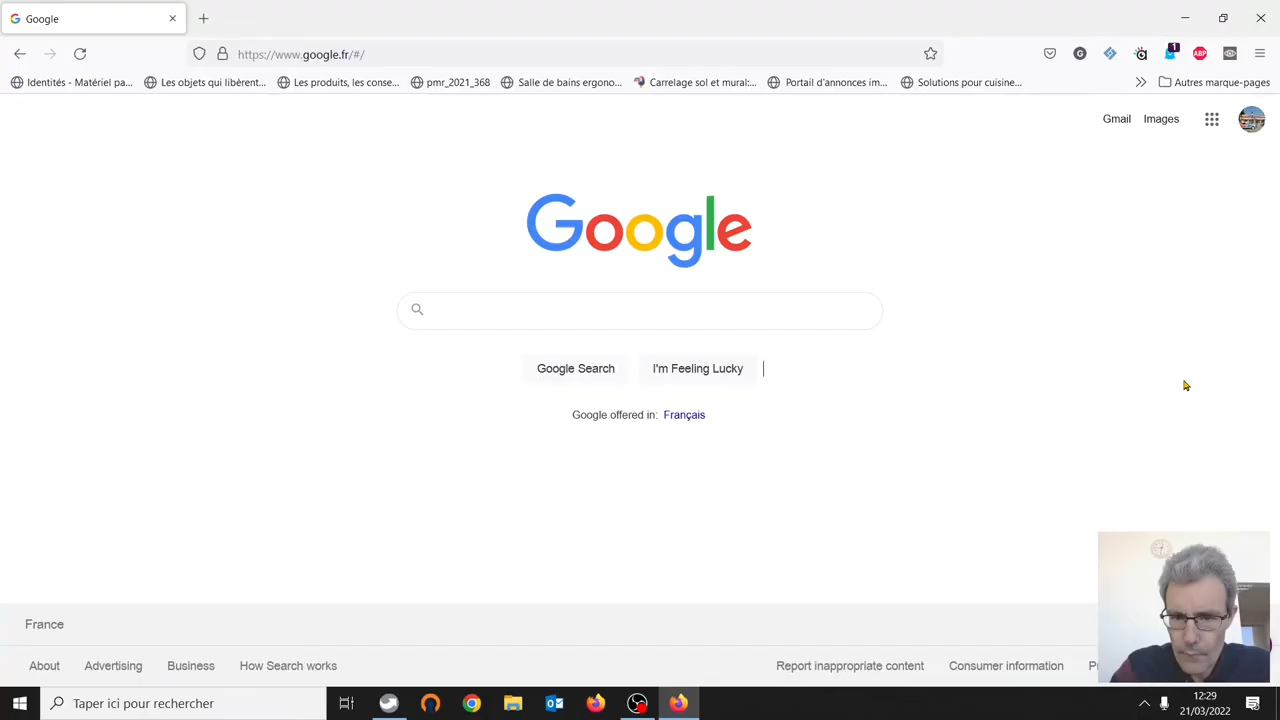 Google
https://www.google.fr/#/
1
ABP
Identités - Matériel pa...
Les objets qui libèrent...
Les produits, les conse...
pmr_2021_368
Salle de bains ergono...
Carrelage sol et mural:...
Portail d'annonces im...
Solutions pour cuisine...
Autres marque-pages
Gmail
Images
Google
Google Search
I'm Feeling Lucky
Google offered in: Français
France
About
Advertising
Business
How Search works
Report inappropriate content
Consumer information
Taper ici pour rechercher
12:29
21/03/2022